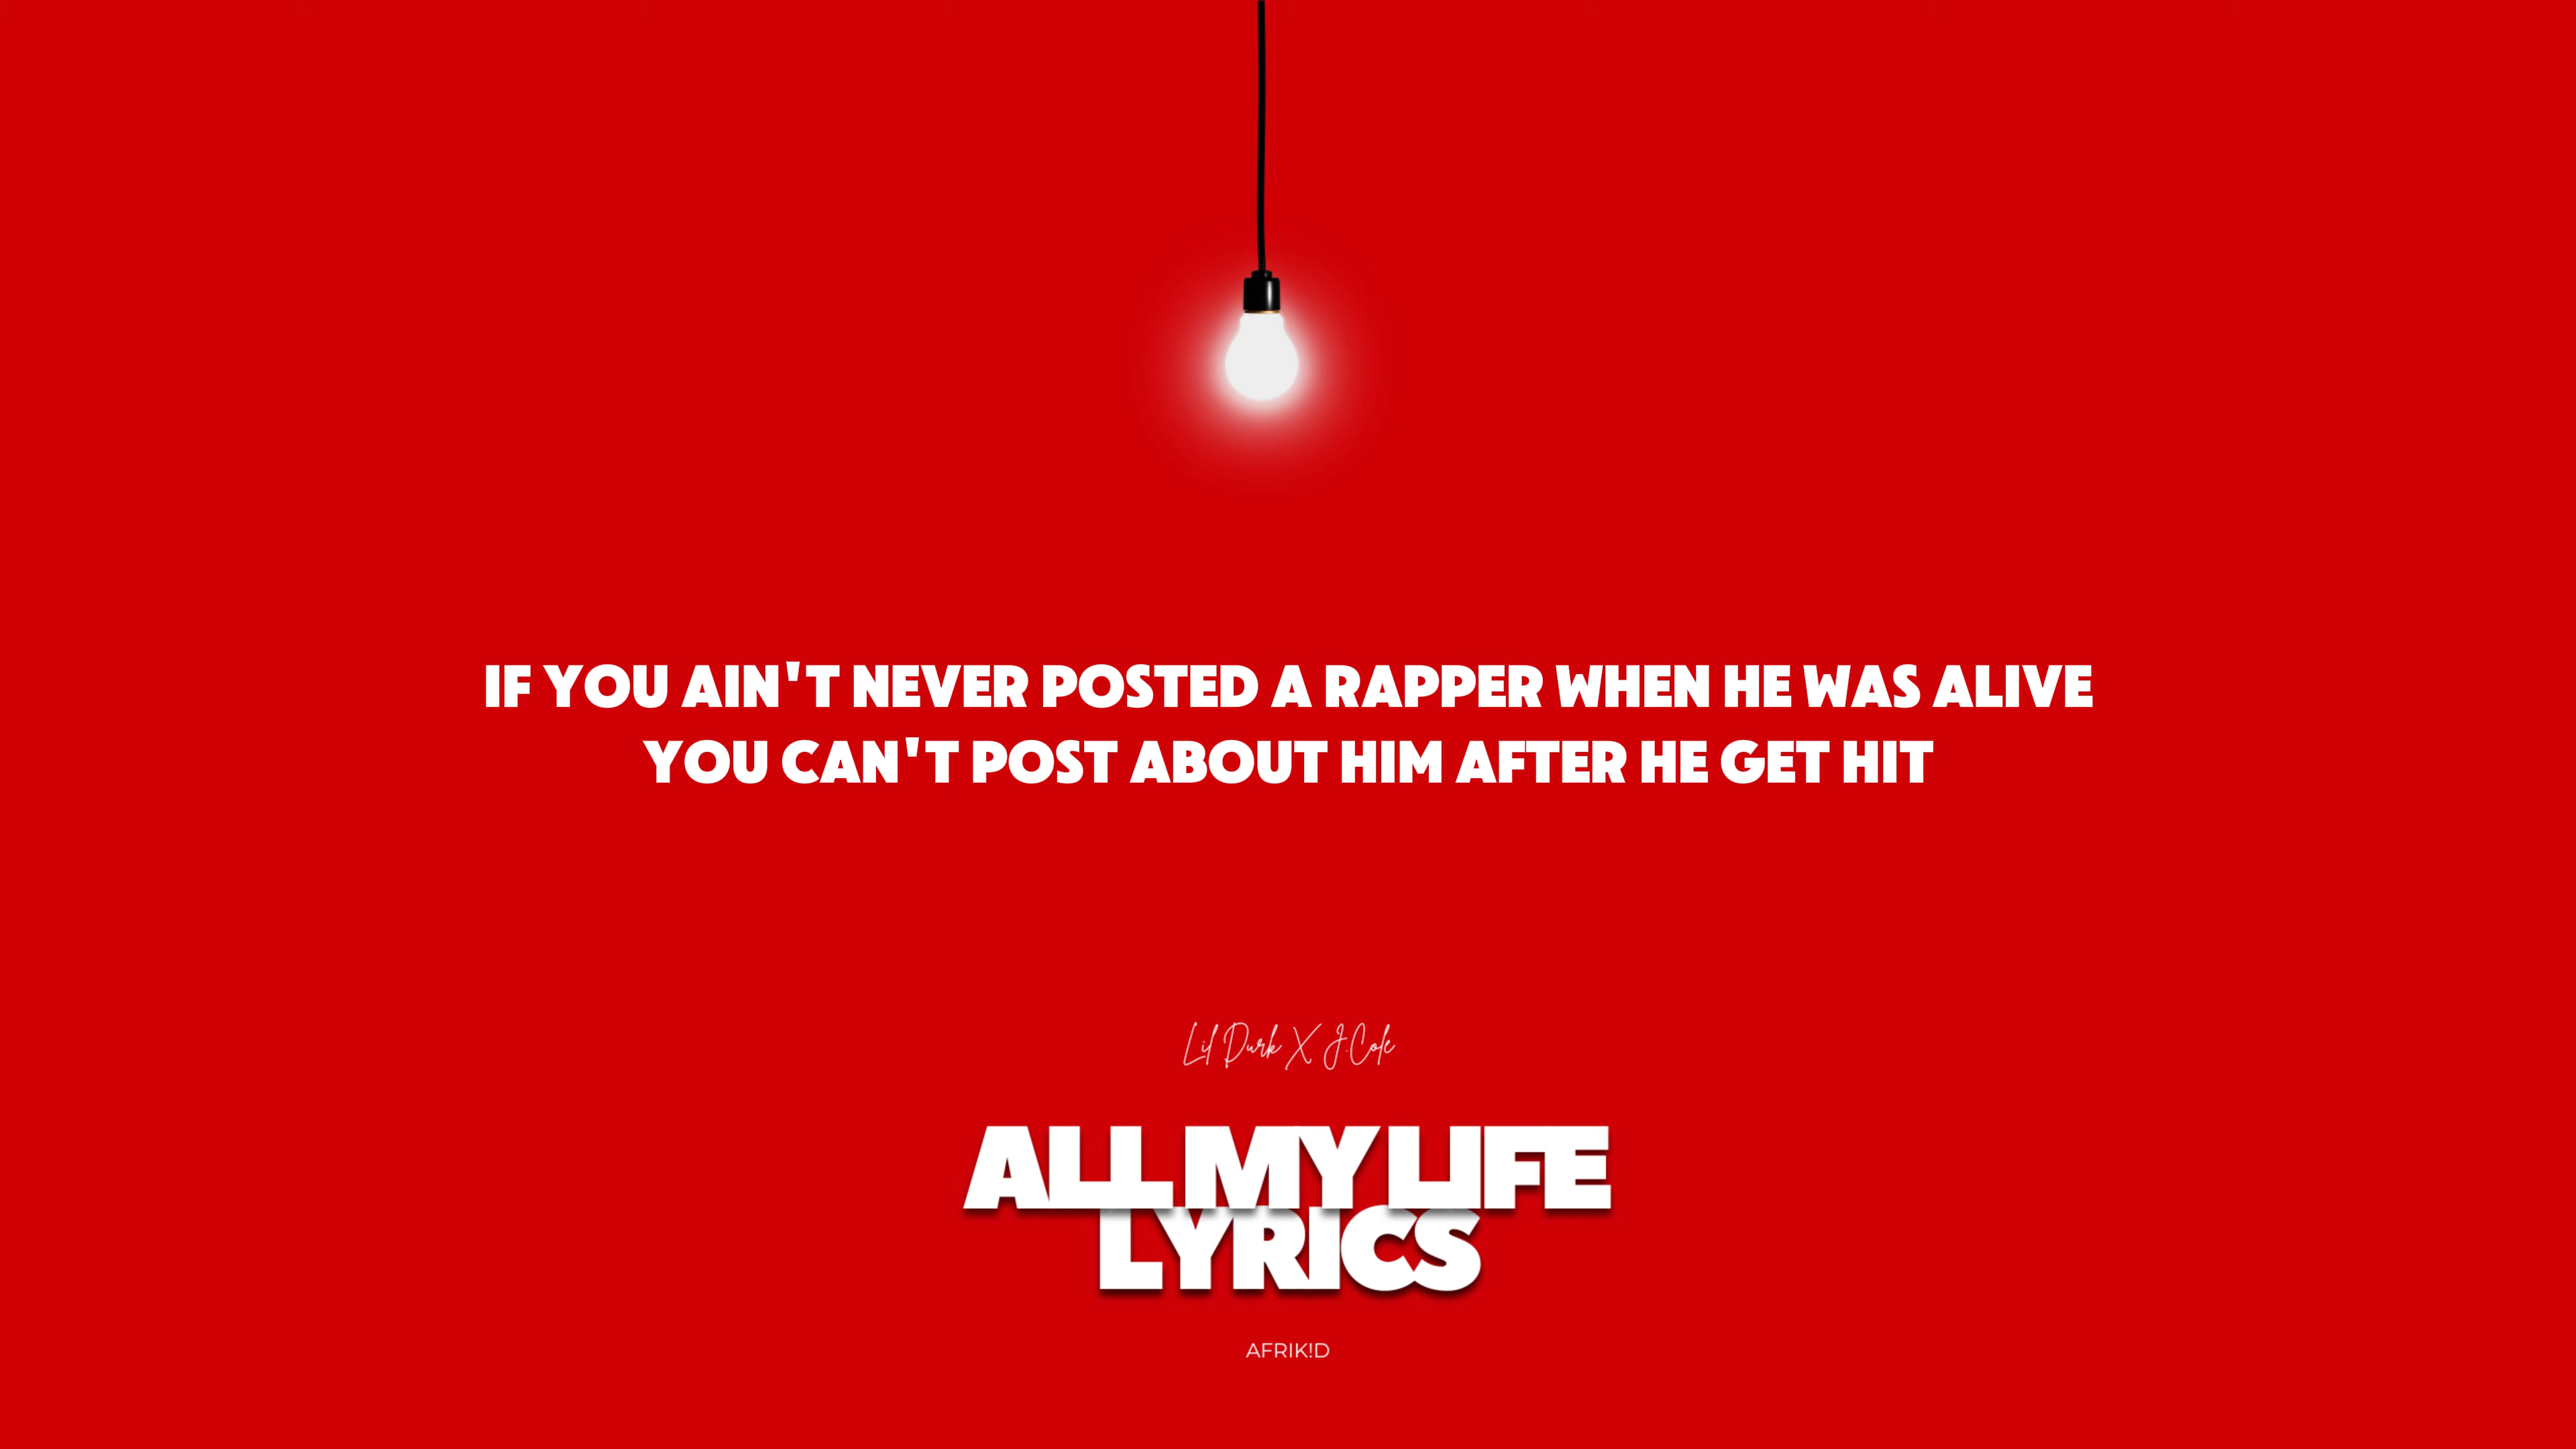 IF YOU AIN'T NEVER POSTED A RAPPER WHEN HE WAS ALIVE
YOU CAN'T POST ABOUT HIM AFTER HE GET HIT
Lil Durk X J.Cole
ALL MY LIFE
LYRICS
AFRIK!D